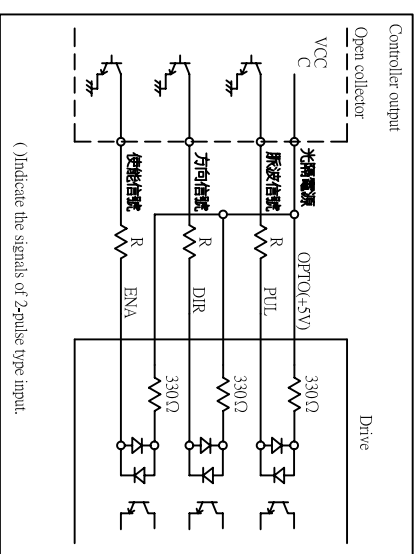 Controller output
Open collector
VCC
C
光隔電源
OPTO(+5V)
330Ω
Drive
脈波信號
R
PUL
330Ω
方向信號
R
DIR
330Ω
使能信號
R
ENA
( )Indicate the signals of 2-pulse type input.